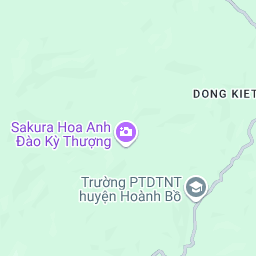 DONG KIET
Sakura Hoa Anh
Đào Kỳ Thượng
Trường PTDTNT
huyện Hoành Bồ